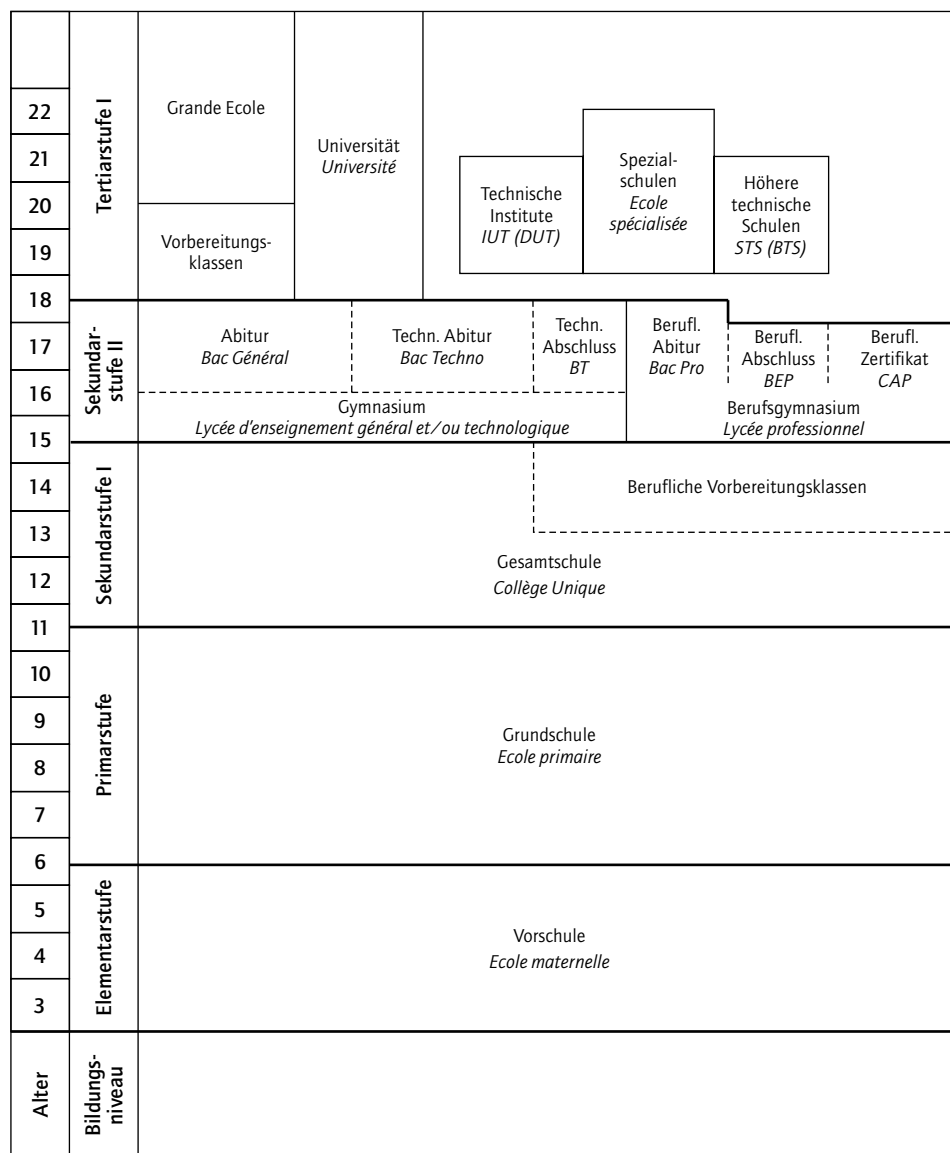 22
21
20
19
18
17
16
15
14
13
12
11
10
9
8
7
6
5
4
3
Alter
Tertiarstufe I
Sekundar-
stufe II
Sekundarstufe I
Primarstufe
Elementarstufe
Bildungs-
niveau
Grande Ecole
Vorbereitungs-
klassen
Universität
Université
Technische
Institute
IUT (DUT)
Spezial-
schulen
Ecole
spécialisée
Höhere
technische
Schulen
STS (BTS)
Abitur
Bac Général
Techn. Abitur
Bac Techno
Techn.
Abschluss
BT
Berufl.
Abitur
Bac Pro
Berufl.
Abschluss
BEP
Berufl.
Zertifikat
CAP
Gymnasium
Lycée d'enseignement général et/ou technologique
Berufsgymnasium
Lycée professionnel
Berufliche Vorbereitungsklassen
Gesamtschule
Collège Unique
Grundschule
Ecole primaire
Vorschule
Ecole maternelle